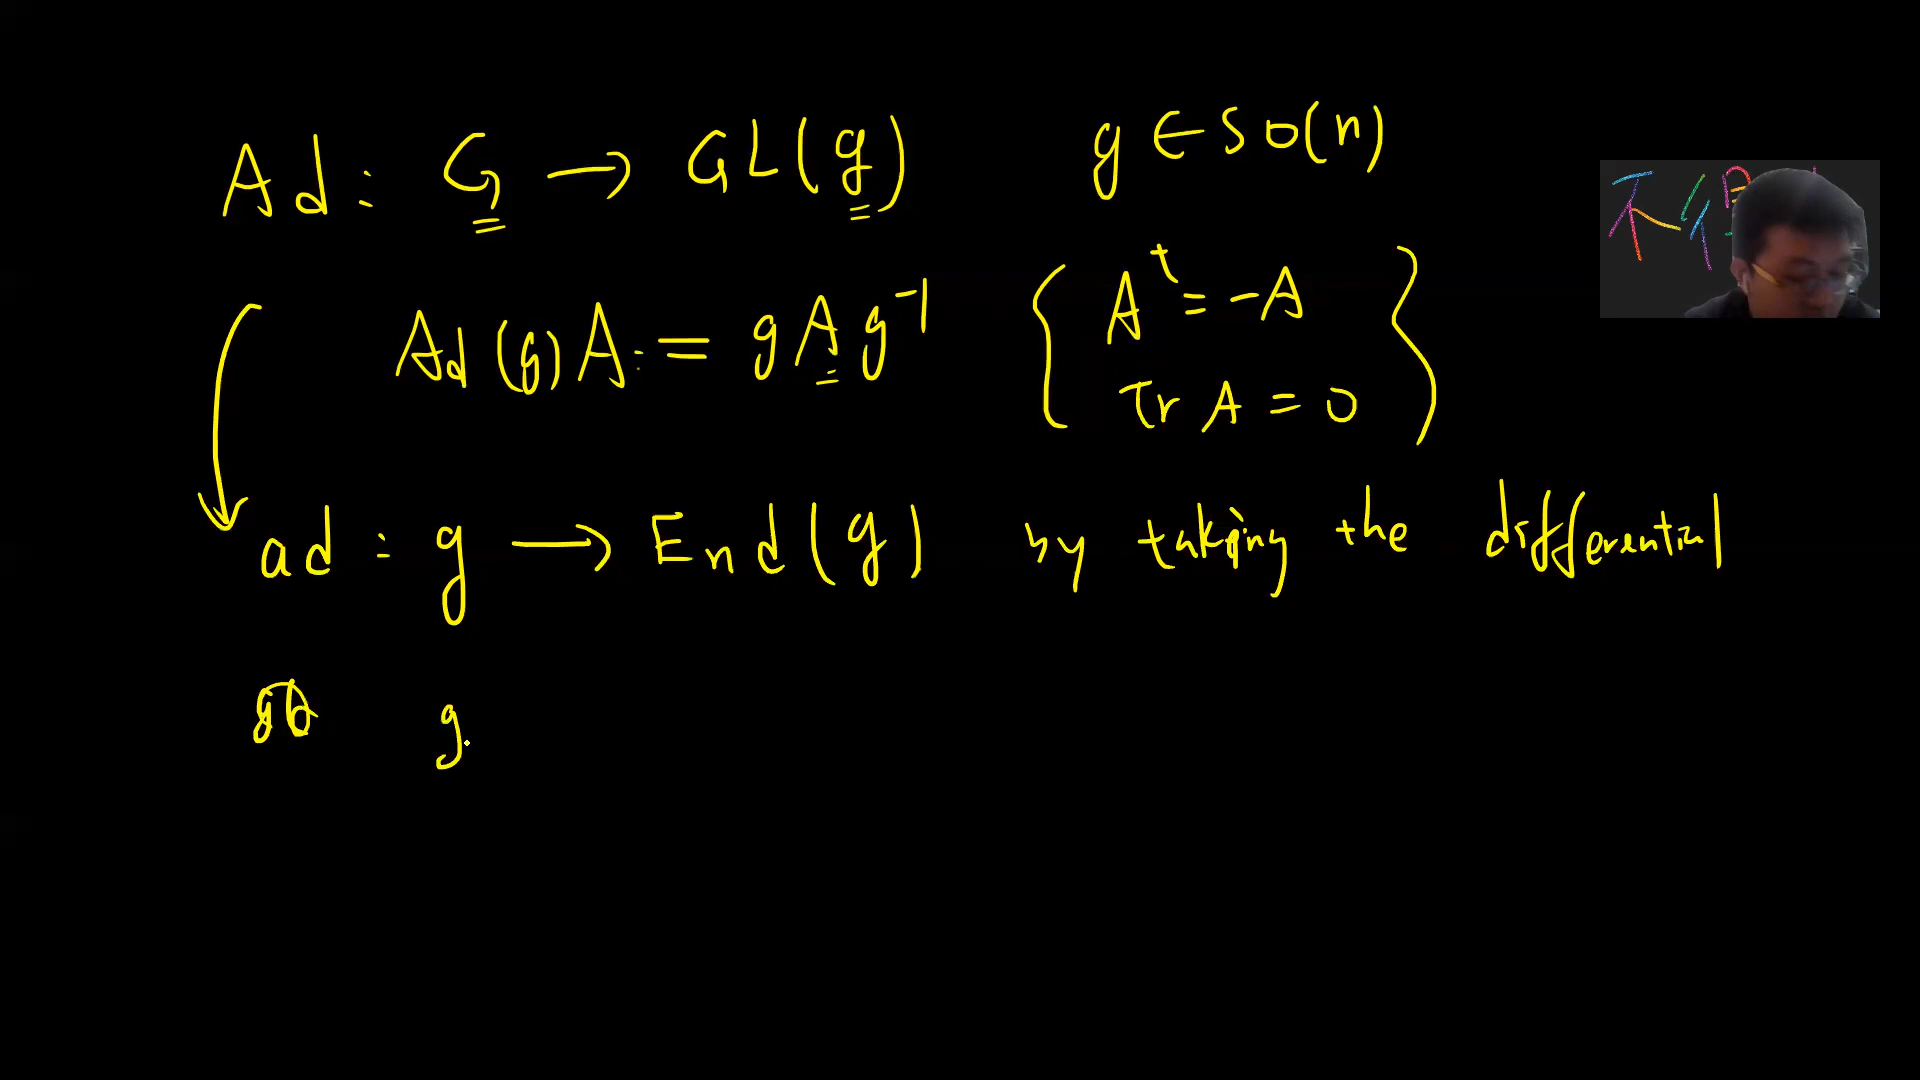 Ad : G → GL(g)
g ∈ SO(n)
Ad(g)A := gAg⁻¹
{ Aᵗ = -A
Tr A = 0 }
ad : g → End(g) by taking the differential
g